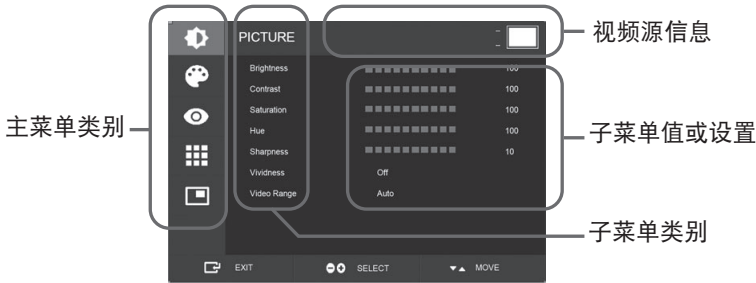 PICTURE
视频源信息
Brightness 100
Contrast 100
Saturation 100
主菜单类别
Hue 100
子菜单值或设置
Sharpness 10
Vividness Off
Video Range Auto
子菜单类别
EXIT SELECT MOVE